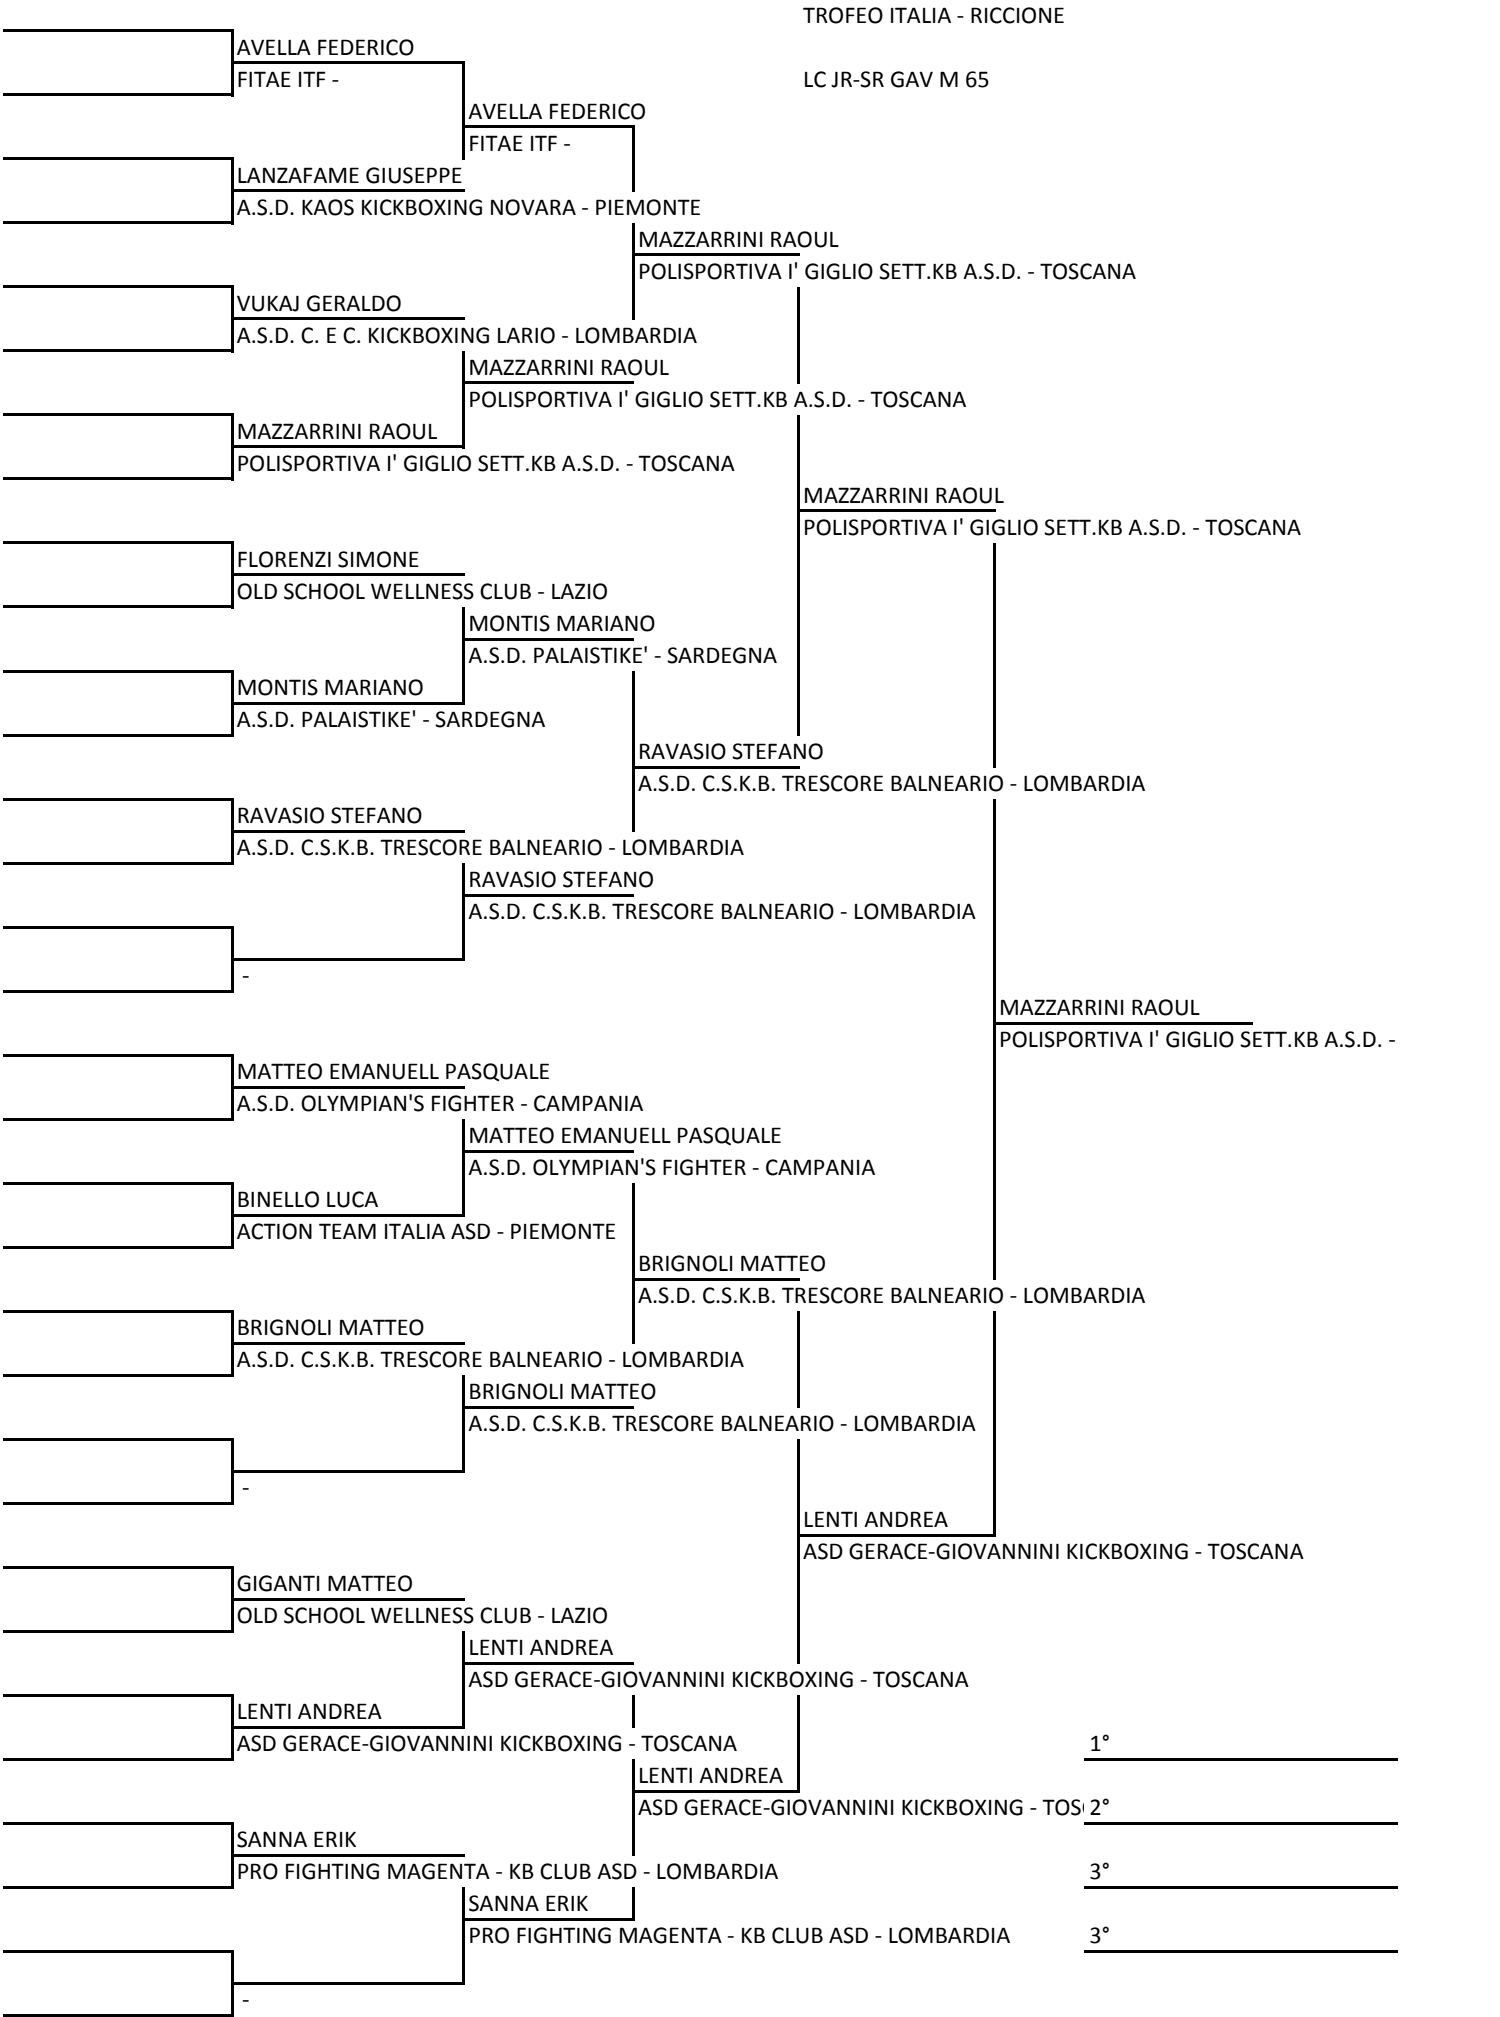 TROFEO ITALIA - RICCIONE
AVELLA FEDERICO
FITAE ITF -
LC JR-SR GAV M 65
AVELLA FEDERICO
FITAE ITF -
LANZAFAME GIUSEPPE
A.S.D. KAOS KICKBOXING NOVARA - PIEMONTE
MAZZARRINI RAOUL
POLISPORTIVA I' GIGLIO SETT.KB A.S.D. - TOSCANA
VUKAJ GERALDO
A.S.D. C. E C. KICKBOXING LARIO - LOMBARDIA
MAZZARRINI RAOUL
POLISPORTIVA I' GIGLIO SETT.KB A.S.D. - TOSCANA
MAZZARRINI RAOUL
POLISPORTIVA I' GIGLIO SETT.KB A.S.D. - TOSCANA
MAZZARRINI RAOUL
POLISPORTIVA I' GIGLIO SETT.KB A.S.D. - TOSCANA
FLORENZI SIMONE
OLD SCHOOL WELLNESS CLUB - LAZIO
MONTIS MARIANO
A.S.D. PALAISTIKE' - SARDEGNA
MONTIS MARIANO
A.S.D. PALAISTIKE' - SARDEGNA
RAVASIO STEFANO
A.S.D. C.S.K.B. TRESCORE BALNEARIO - LOMBARDIA
RAVASIO STEFANO
A.S.D. C.S.K.B. TRESCORE BALNEARIO - LOMBARDIA
RAVASIO STEFANO
A.S.D. C.S.K.B. TRESCORE BALNEARIO - LOMBARDIA
-
MAZZARRINI RAOUL
POLISPORTIVA I' GIGLIO SETT.KB A.S.D. -
MATTEO EMANUELL PASQUALE
A.S.D. OLYMPIAN'S FIGHTER - CAMPANIA
MATTEO EMANUELL PASQUALE
A.S.D. OLYMPIAN'S FIGHTER - CAMPANIA
BINELLO LUCA
ACTION TEAM ITALIA ASD - PIEMONTE
BRIGNOLI MATTEO
A.S.D. C.S.K.B. TRESCORE BALNEARIO - LOMBARDIA
BRIGNOLI MATTEO
A.S.D. C.S.K.B. TRESCORE BALNEARIO - LOMBARDIA
BRIGNOLI MATTEO
A.S.D. C.S.K.B. TRESCORE BALNEARIO - LOMBARDIA
-
LENTI ANDREA
ASD GERACE-GIOVANNINI KICKBOXING - TOSCANA
GIGANTI MATTEO
OLD SCHOOL WELLNESS CLUB - LAZIO
LENTI ANDREA
ASD GERACE-GIOVANNINI KICKBOXING - TOSCANA
LENTI ANDREA
ASD GERACE-GIOVANNINI KICKBOXING - TOSCANA
1°
LENTI ANDREA
ASD GERACE-GIOVANNINI KICKBOXING - TOS
2°
SANNA ERIK
PRO FIGHTING MAGENTA - KB CLUB ASD - LOMBARDIA
3°
SANNA ERIK
PRO FIGHTING MAGENTA - KB CLUB ASD - LOMBARDIA
3°
-